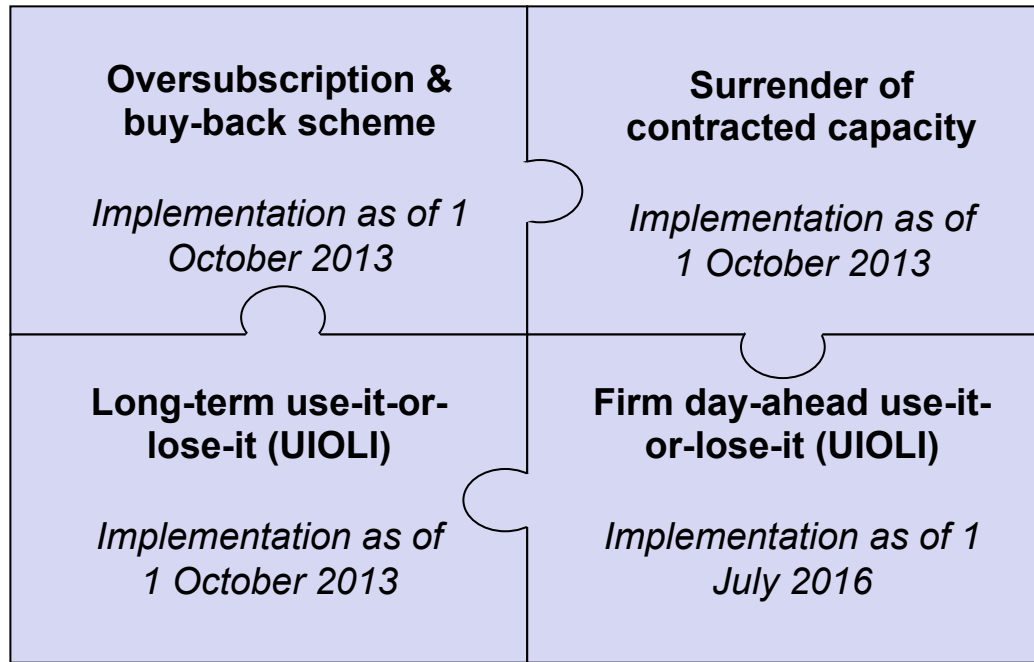 Oversubscription &
buy-back scheme
Implementation as of 1
October 2013
Surrender of
contracted capacity
Implementation as of
1 October 2013
Long-term use-it-or-
lose-it (UIOLI)
Implementation as of
1 October 2013
Firm day-ahead use-it-
or-lose-it (UIOLI)
Implementation as of 1
July 2016